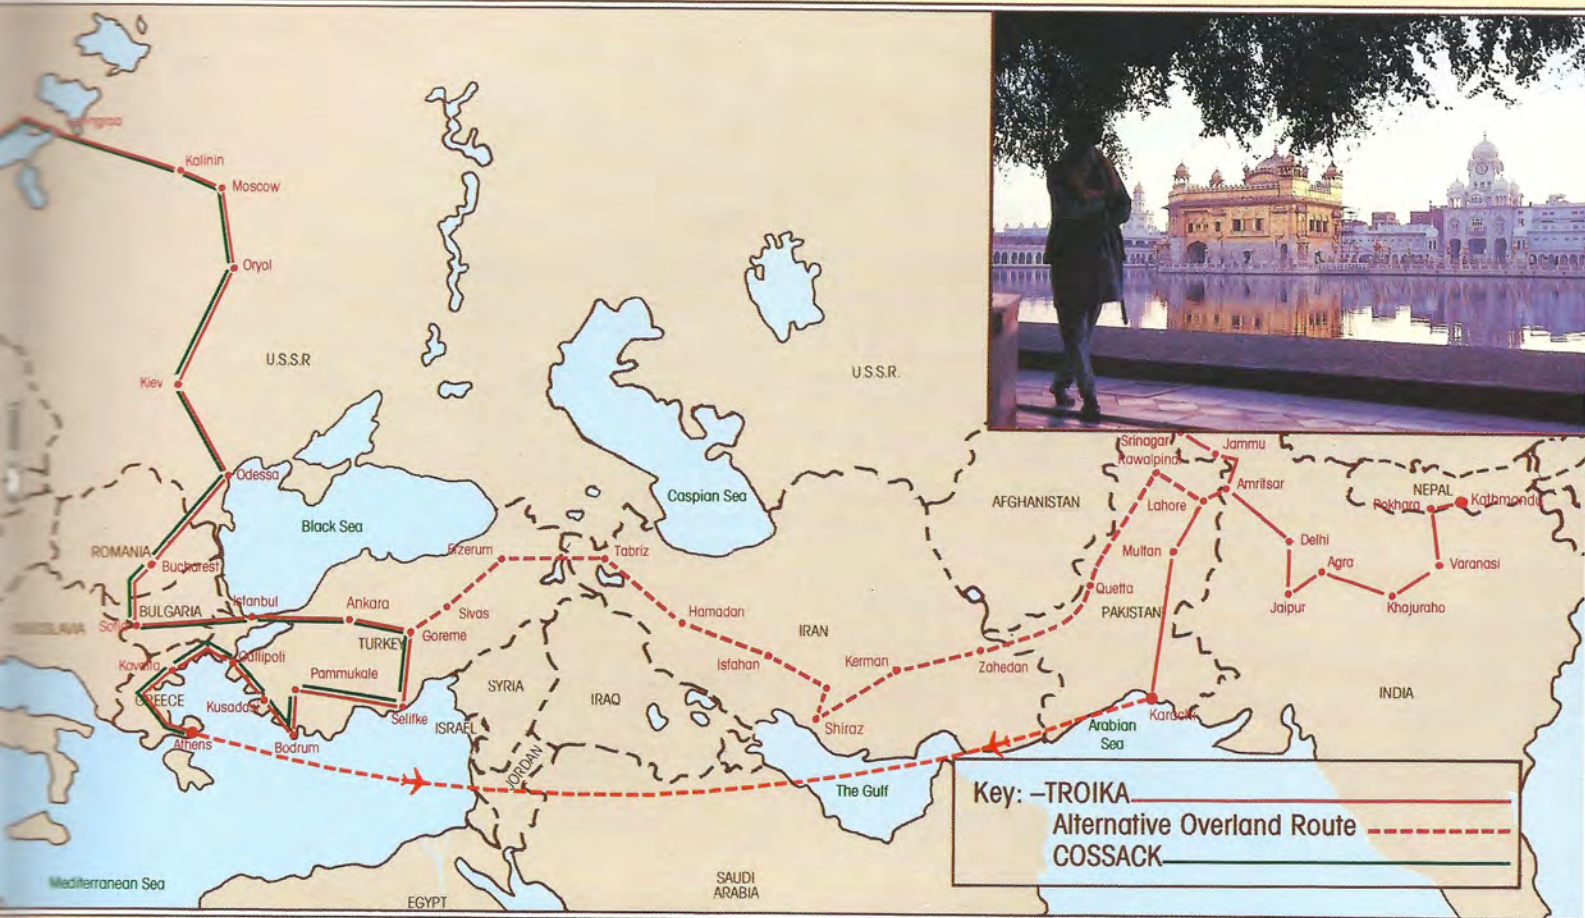 Kalinin
Moscow
Oryol
U.S.S.R
Kiev
U.S.S.R.
Srinagar
Jammu
Rawalpindi
Odessa
Amritsar
Caspian Sea
AFGHANISTAN
NEPAL
Kathmandu
Pokhara
Lahore
Black Sea
ROMANIA
Bucharest
Erzerum
Tabriz
Multan
Delhi
Agra
Varanasi
Quetta
PAKISTAN
Jaipur
Khajuraho
BULGARIA
Istanbul
Ankara
Sivas
Hamadan
Sofia
TURKEY
Goreme
IRAN
Kavalla
Gallipoli
Pammukale
Isfahan
Kerman
Zahedan
GREECE
Kusadasi
SYRIA
IRAQ
INDIA
Selifke
ISRAEL
Shiraz
Karachi
Arabian
Sea
Athens
Bodrum
JORDAN
The Gulf
Key: –TROIKA
Alternative Overland Route
COSSACK
Mediterranean Sea
EGYPT
SAUDI
ARABIA